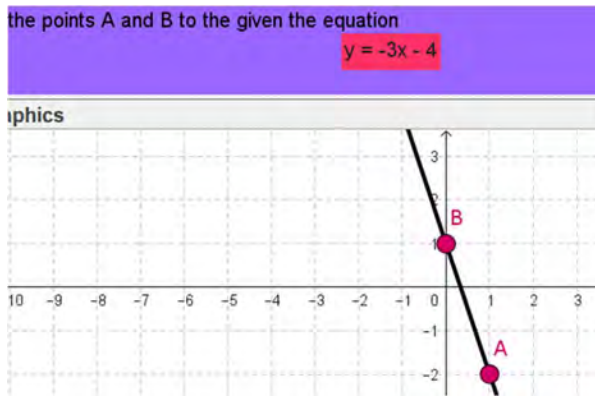 the points A and B to the given the equation
y = -3x - 4
aphics
3
2
B
1
10 -9 -8 -7 -6 -5 -4 -3 -2 -1 0 1 2 3
-1
A
-2